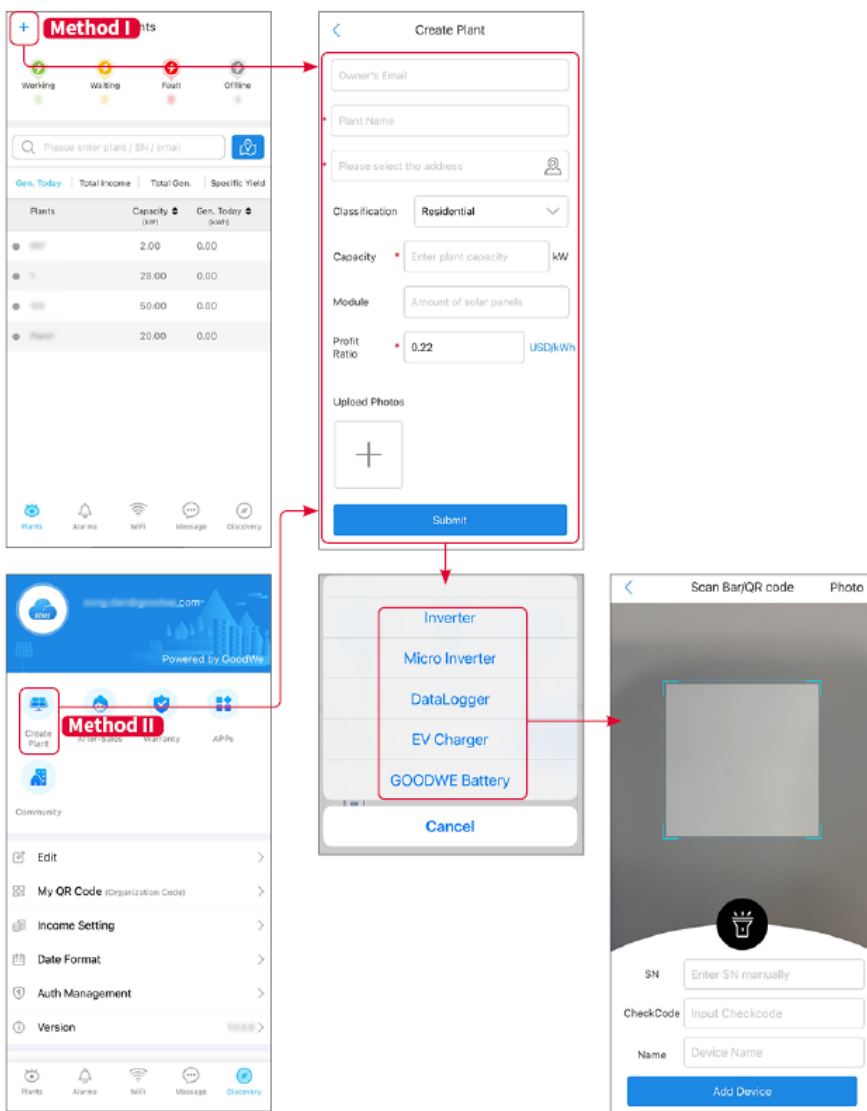 + Method I nts
Working Waiting Fault Offline
Please enter plant / SN / email
Gen. Today Total Income Total Gen. Specific Yield
Plants Capacity (kW) Gen. Today (kWh)
2.00 0.00
28.00 0.00
50.00 0.00
20.00 0.00
Plants Alarms WiFi Message Discovery
Create Plant
Owner's Email
* Plant Name
* Please select the address
Classification Residential
Capacity * Enter plant capacity kW
Module Amount of solar panels
Profit Ratio * 0.22 USD/kWh
Upload Photos
Submit
SEMS
.com
Powered by GoodWe
Create Plant Method II After-Sales Warranty APPs
Community
Edit
My QR Code (Organization Code)
Income Setting
Date Format
Auth Management
Version
Plants Alarms WiFi Message Discovery
Inverter
Micro Inverter
DataLogger
EV Charger
GOODWE Battery
Cancel
Scan Bar/QR code Photo
SN Enter SN manually
CheckCode Input Checkcode
Name Device Name
Add Device